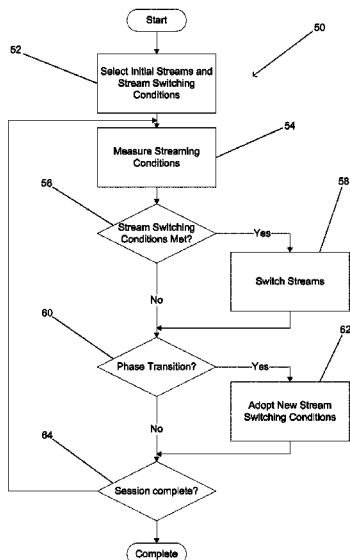 Start
50
52
Select Initial Streams and
Stream Switching
Conditions
54
Measure Streaming
Conditions
56
58
Stream Switching
Conditions Met?
Yes
Switch Streams
No
60
62
Phase Transition?
Yes
Adopt New Stream
Switching Conditions
No
64
Session complete?
Complete